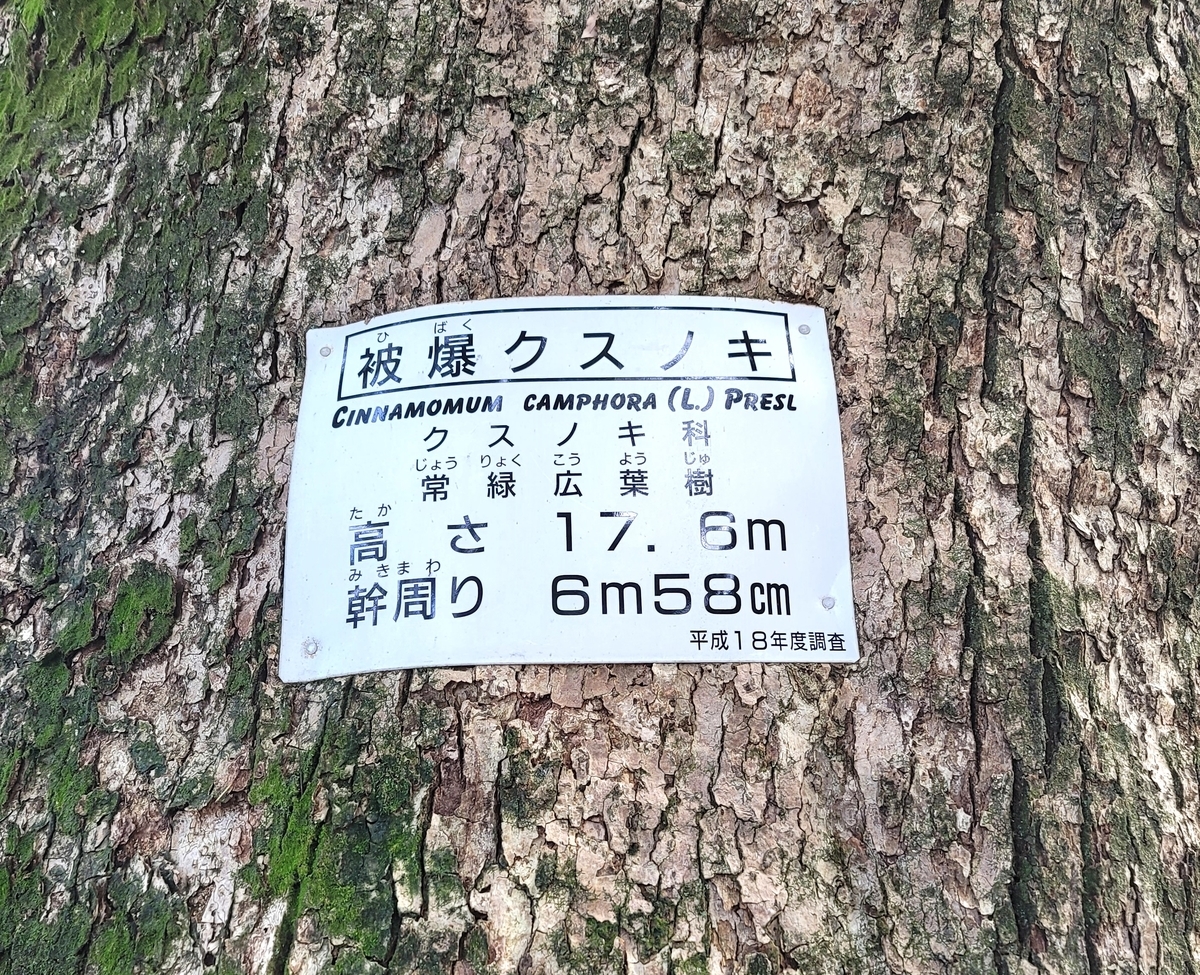 ひ ばく
被爆クスノキ
CINNAMOMUM CAMPHORA (L.) PRESL
クスノキ科
じょう りょく こう よう じゅ
常緑広葉樹
たか
高さ 17.6m
みきまわ
幹周り 6m58㎝
平成18年度調査